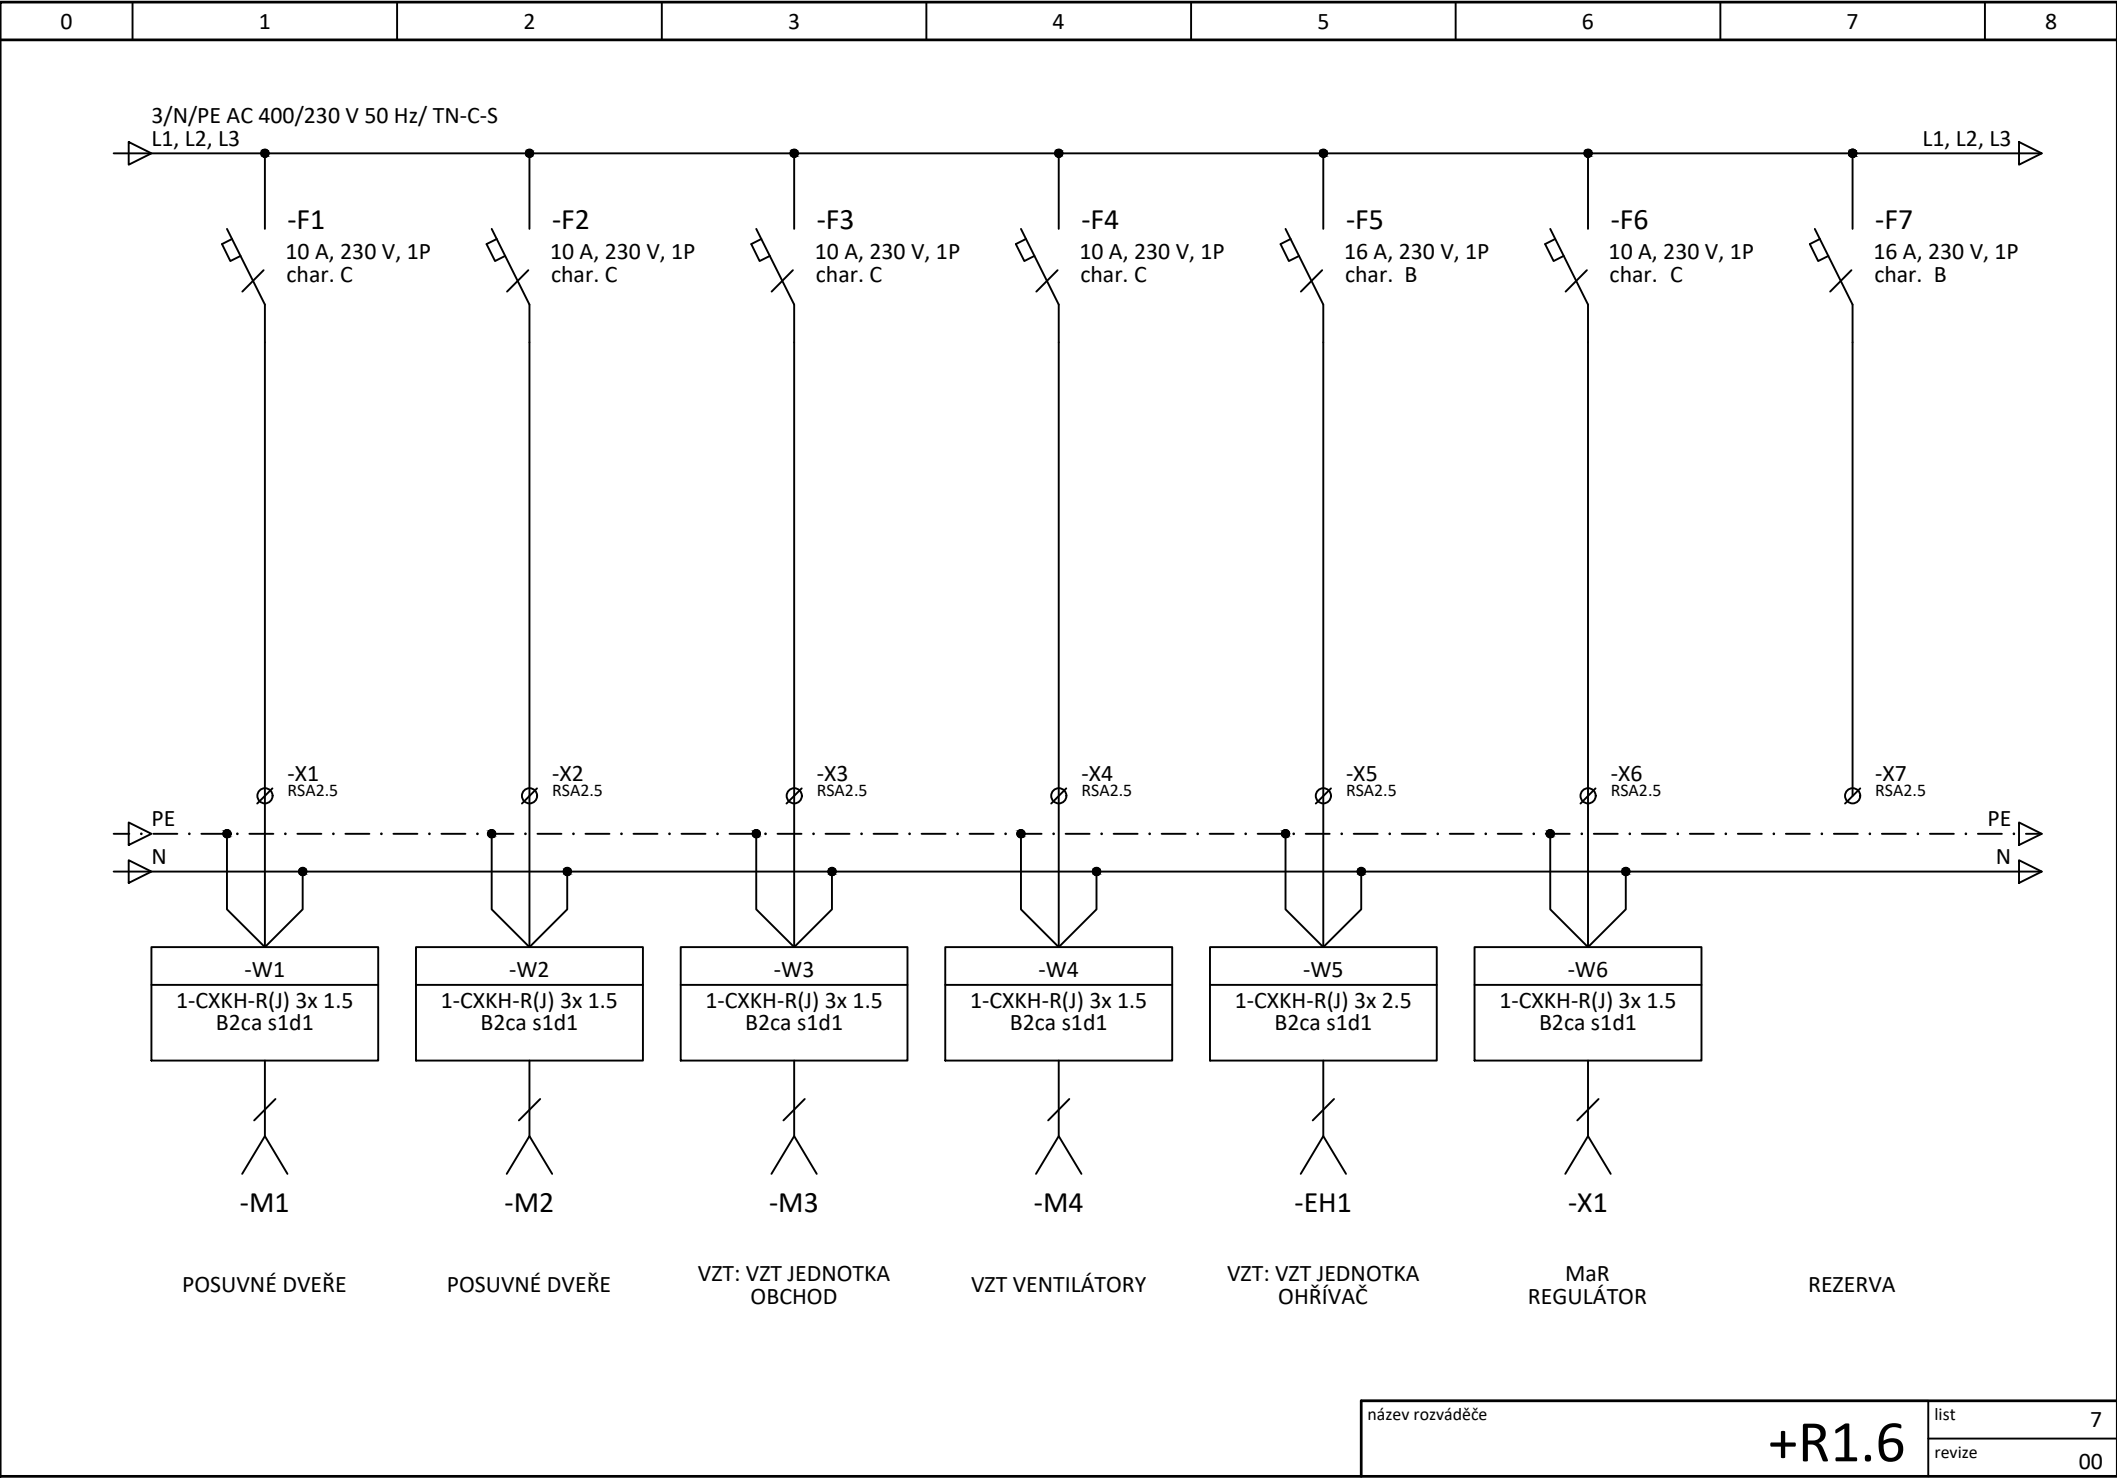 0 1 2 3 4 5 6 7 8
3/N/PE AC 400/230 V 50 Hz/ TN-C-S
L1, L2, L3 L1, L2, L3
-F1 -F2 -F3 -F4 -F5 -F6 -F7
10 A, 230 V, 1P 10 A, 230 V, 1P 10 A, 230 V, 1P 10 A, 230 V, 1P 16 A, 230 V, 1P 10 A, 230 V, 1P 16 A, 230 V, 1P
char. C char. C char. C char. C char. B char. C char. B
-X1 -X2 -X3 -X4 -X5 -X6 -X7
RSA2.5 RSA2.5 RSA2.5 RSA2.5 RSA2.5 RSA2.5 RSA2.5
PE PE
N N
-W1 -W2 -W3 -W4 -W5 -W6
1-CXKH-R(J) 3x 1.5 1-CXKH-R(J) 3x 1.5 1-CXKH-R(J) 3x 1.5 1-CXKH-R(J) 3x 1.5 1-CXKH-R(J) 3x 2.5 1-CXKH-R(J) 3x 1.5
B2ca s1d1 B2ca s1d1 B2ca s1d1 B2ca s1d1 B2ca s1d1 B2ca s1d1
-M1 -M2 -M3 -M4 -EH1 -X1
POSUVNÉ DVEŘE
POSUVNÉ DVEŘE
VZT: VZT JEDNOTKA
OBCHOD
VZT VENTILÁTORY
VZT: VZT JEDNOTKA
OHŘÍVAČ
MaR
REGULÁTOR
REZERVA
název rozváděče
+R1.6
list 7
revize 00